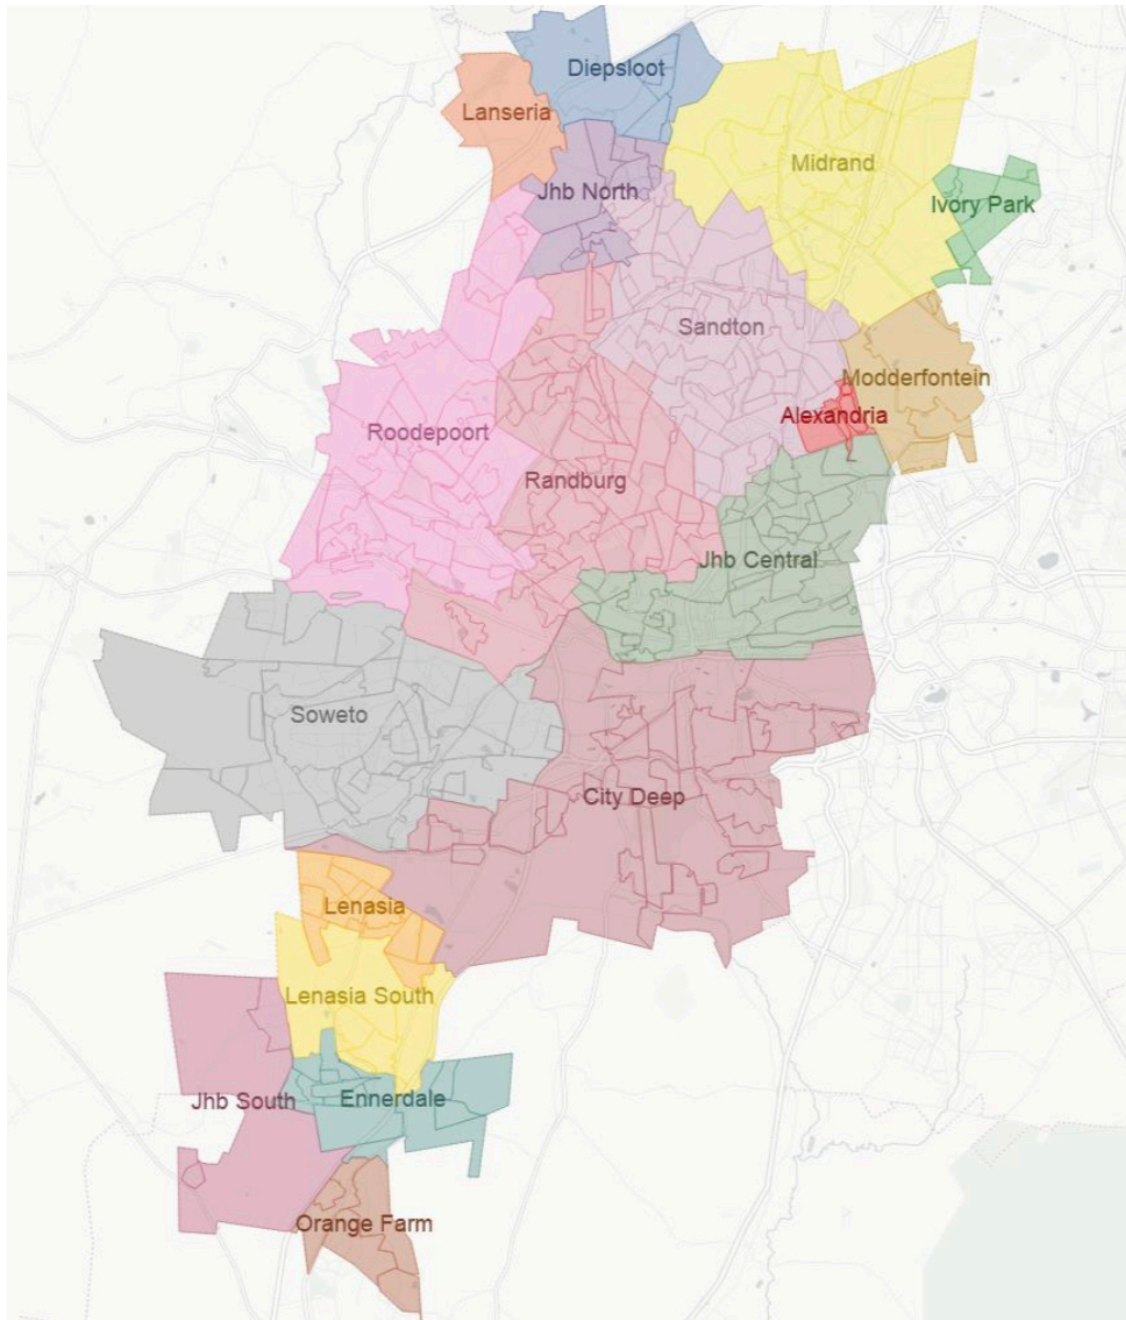 Diepsloot
Lanseria
Midrand
Jhb North
Ivory Park
Sandton
Modderfontein
Alexandria
Roodepoort
Randburg
Jhb Central
Soweto
City Deep
Lenasia
Lenasia South
Jhb South
Ennerdale
Orange Farm